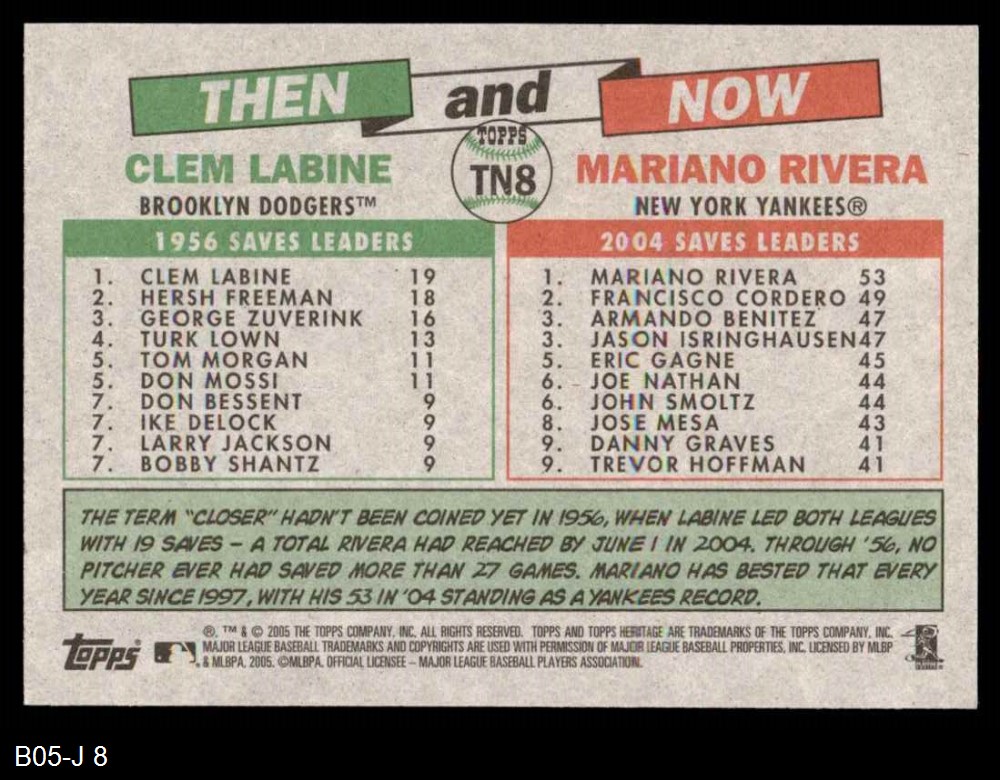 THEN and NOW
TOPPS
TN8
CLEM LABINE
BROOKLYN DODGERS™
1956 SAVES LEADERS
1. CLEM LABINE 19
2. HERSH FREEMAN 18
3. GEORGE ZUVERINK 16
4. TURK LOWN 13
5. TOM MORGAN 11
5. DON MOSSI 11
7. DON BESSENT 9
7. IKE DELOCK 9
7. LARRY JACKSON 9
7. BOBBY SHANTZ 9
MARIANO RIVERA
NEW YORK YANKEES®
2004 SAVES LEADERS
1. MARIANO RIVERA 53
2. FRANCISCO CORDERO 49
3. ARMANDO BENITEZ 47
3. JASON ISRINGHAUSEN 47
5. ERIC GAGNE 45
6. JOE NATHAN 44
6. JOHN SMOLTZ 44
8. JOSE MESA 43
9. DANNY GRAVES 41
9. TREVOR HOFFMAN 41
THE TERM "CLOSER" HADN'T BEEN COINED YET IN 1956, WHEN LABINE LED BOTH LEAGUES
WITH 19 SAVES – A TOTAL RIVERA HAD REACHED BY JUNE 1 IN 2004. THROUGH '56, NO
PITCHER EVER HAD SAVED MORE THAN 27 GAMES. MARIANO HAS BESTED THAT EVERY
YEAR SINCE 1997, WITH HIS 53 IN '04 STANDING AS A YANKEES RECORD.
Topps
®, ™ & © 2005 THE TOPPS COMPANY, INC. ALL RIGHTS RESERVED. TOPPS AND TOPPS HERITAGE ARE TRADEMARKS OF THE TOPPS COMPANY, INC.
MAJOR LEAGUE BASEBALL TRADEMARKS AND COPYRIGHTS ARE USED WITH PERMISSION OF MAJOR LEAGUE BASEBALL PROPERTIES, INC. LICENSED BY MLBP
& MLBPA, 2005. ©MLBPA. OFFICIAL LICENSEE – MAJOR LEAGUE BASEBALL PLAYERS ASSOCIATION.
B05-J 8